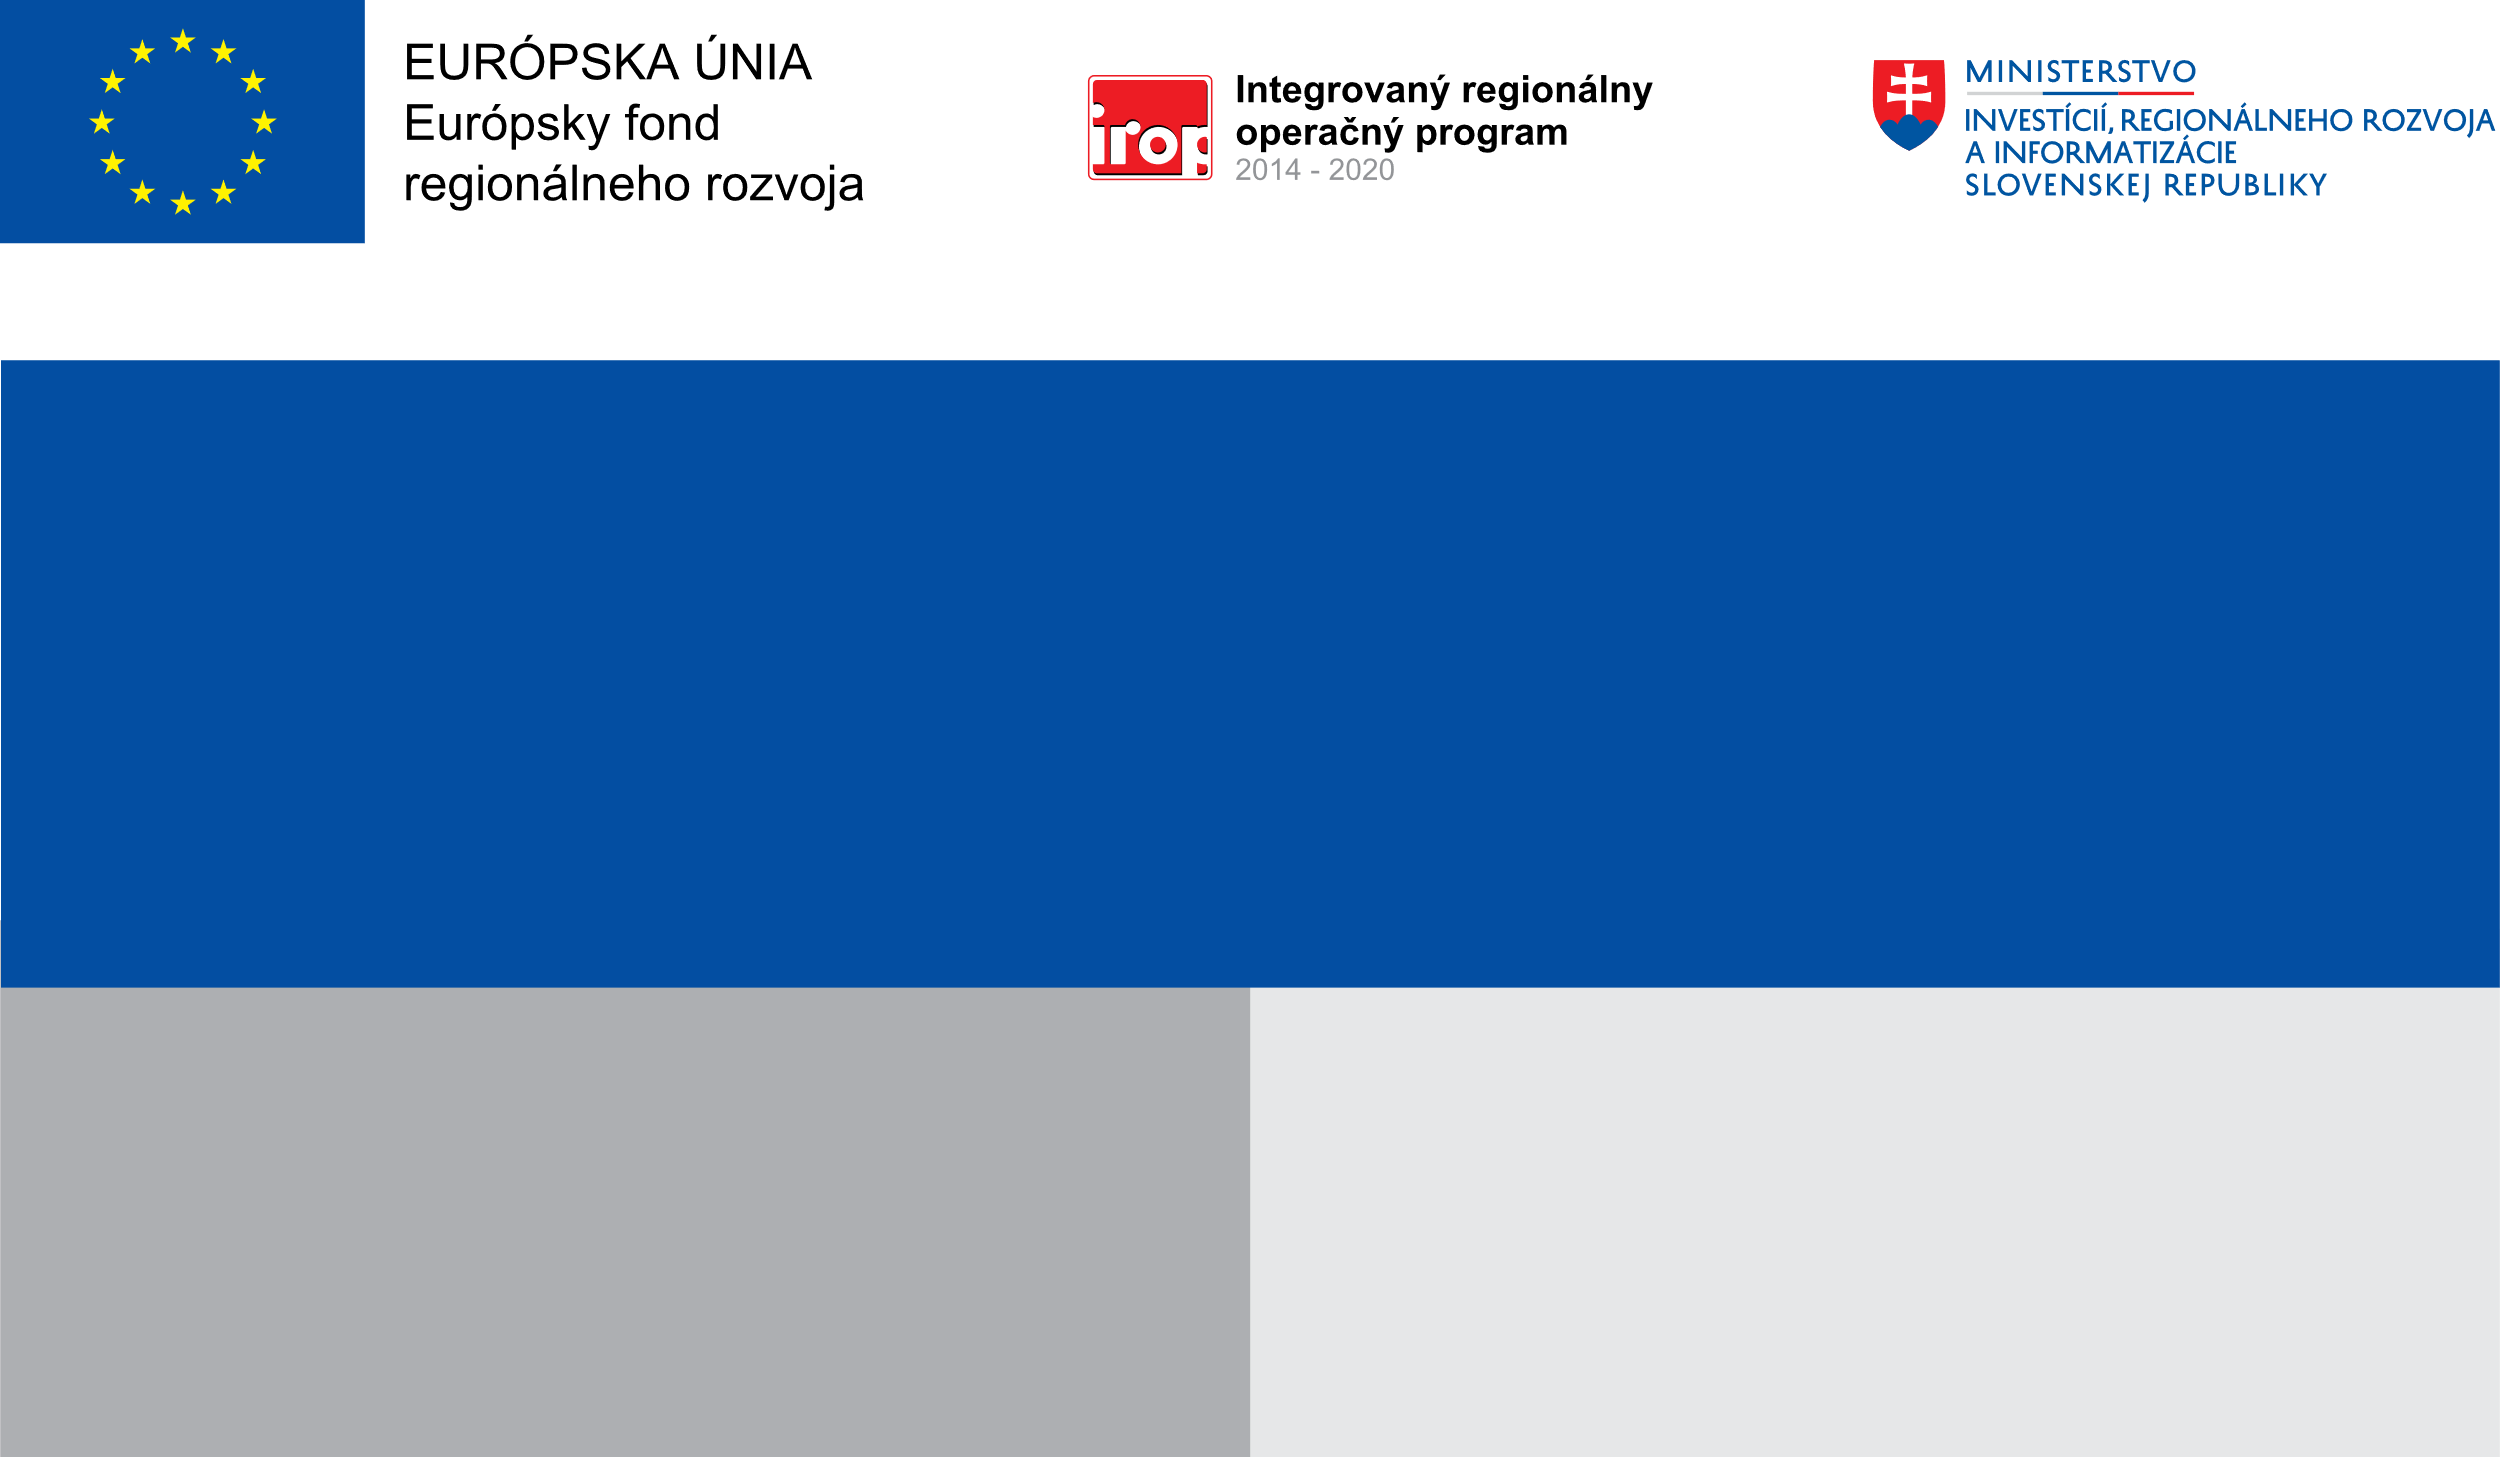 EURÓPSKA ÚNIA
Európsky fond
regionálneho rozvoja
irop
Integrovaný regionálny
operačný program
2014 - 2020
MINISTERSTVO
INVESTÍCIÍ, REGIONÁLNEHO ROZVOJA
A INFORMATIZÁCIE
SLOVENSKEJ REPUBLIKY